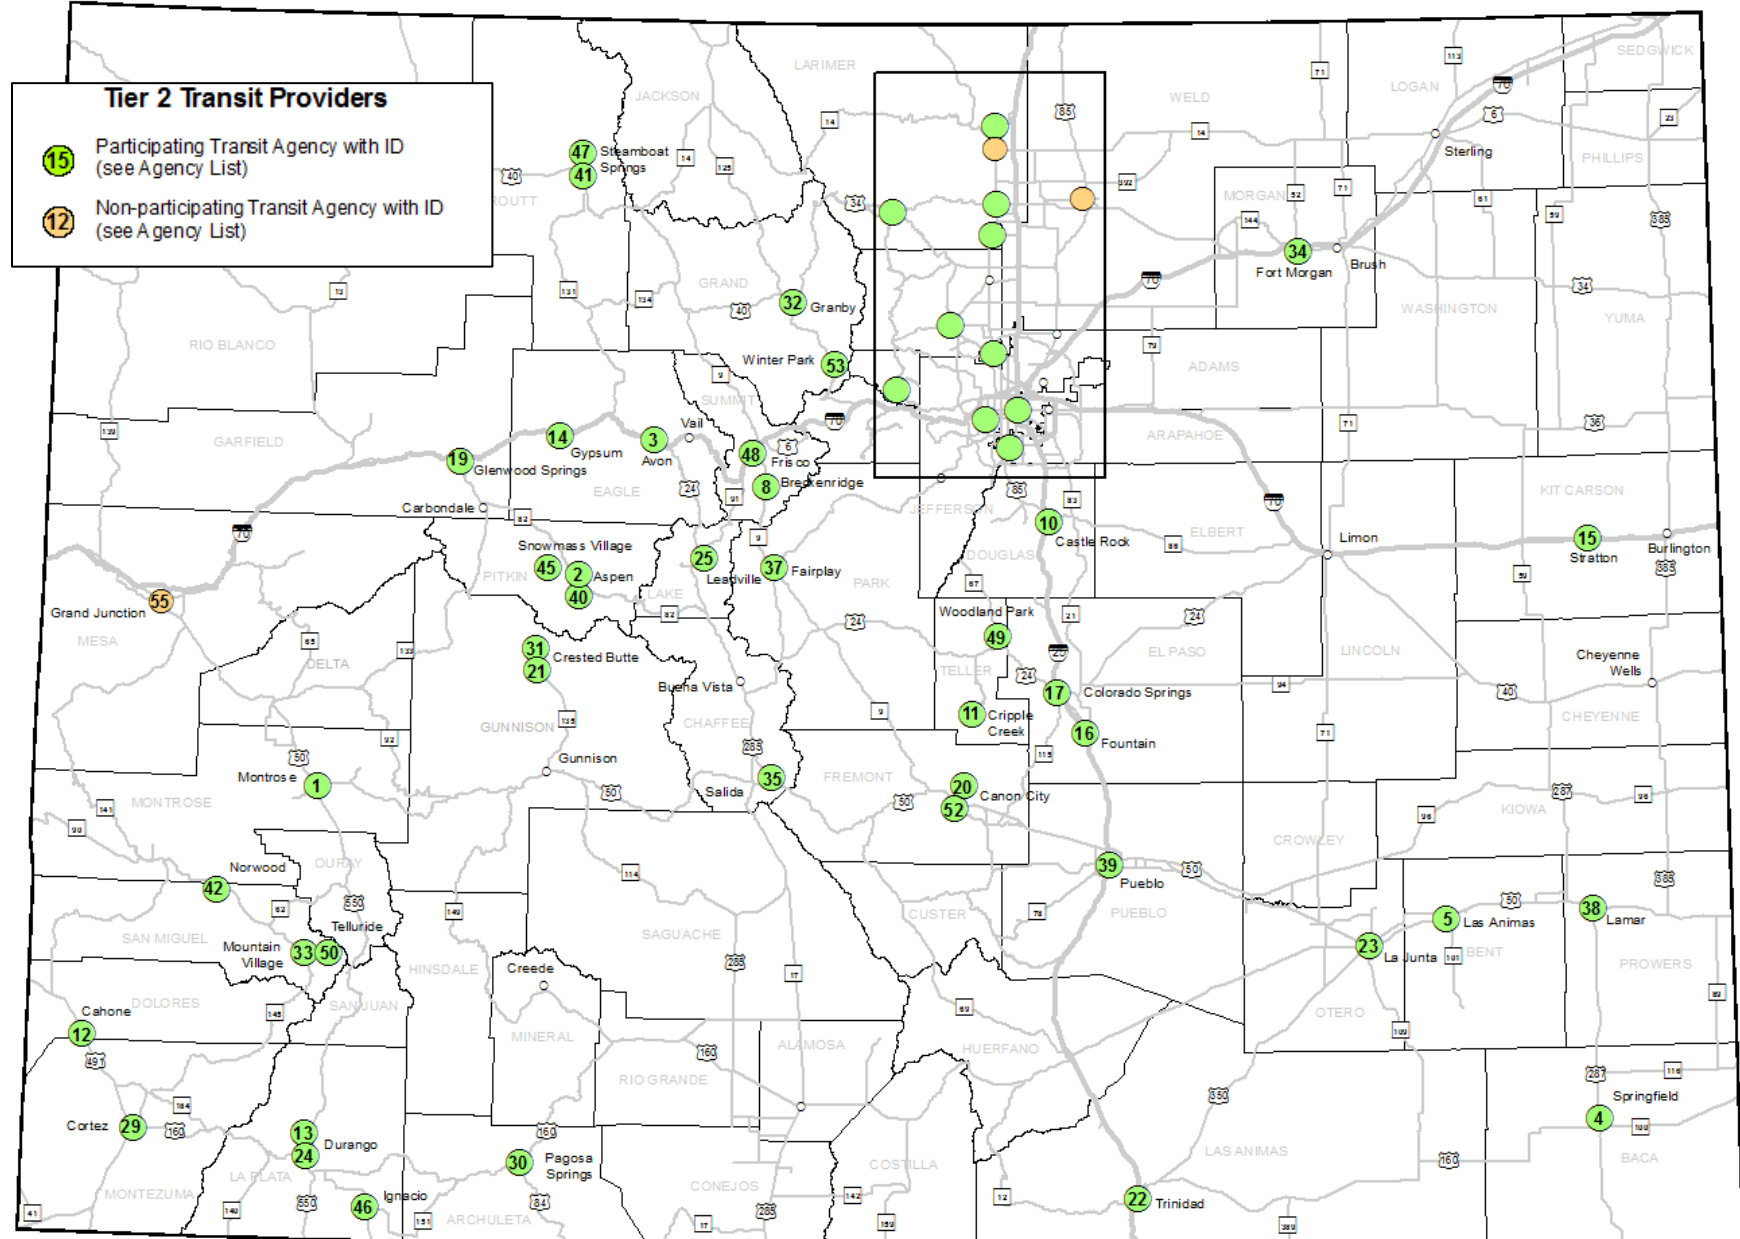 Tier 2 Transit Providers
15 Participating Transit Agency with ID
(see Agency List)
12 Non-participating Transit Agency with ID
(see Agency List)
LARIMER
JACKSON
WELD
LOGAN
SEDGWICK
PHILLIPS
MORGAN
WASHINGTON
YUMA
ROUTT
GRAND
RIO BLANCO
GARFIELD
SUMMIT
EAGLE
ADAMS
ARAPAHOE
JEFFERSON
DOUGLAS
ELBERT
KIT CARSON
PITKIN
LAKE
PARK
MESA
DELTA
GUNNISON
CHAFFEE
TELLER
EL PASO
LINCOLN
CHEYENNE
MONTROSE
OURAY
FREMONT
CROWLEY
KIOWA
SAN MIGUEL
SAGUACHE
CUSTER
PUEBLO
BENT
PROWERS
DOLORES
SAN JUAN
HINSDALE
MINERAL
ALAMOSA
RIO GRANDE
HUERFANO
OTERO
MONTEZUMA
LA PLATA
ARCHULETA
CONEJOS
COSTILLA
LAS ANIMAS
BACA
47
41
Steamboat
Springs
Sterling
34
Fort Morgan
Brush
32
Granby
Winter Park
53
14
Gypsum
3
Avon
Vail
48
Frisco
8
Breckenridge
19
Glenwood Springs
Carbondale
10
Castle Rock
Limon
15
Stratton
Burlington
Snowmass Village
45
2
Aspen
40
25
Leadville
37
Fairplay
55
Grand Junction
Woodland Park
49
31
21
Crested Butte
Buena Vista
17
Colorado Springs
11
Cripple
Creek
16
Fountain
Cheyenne
Wells
Gunnison
Montrose
1
Salida
35
20
52
Canon City
39
Pueblo
Norwood
42
Telluride
Mountain
Village
33
50
Creede
5
Las Animas
38
Lamar
23
La Junta
Cahone
12
Cortez
29
13
24
Durango
30
Pagosa
Springs
46
Ignacio
22
Trinidad
Springfield
4